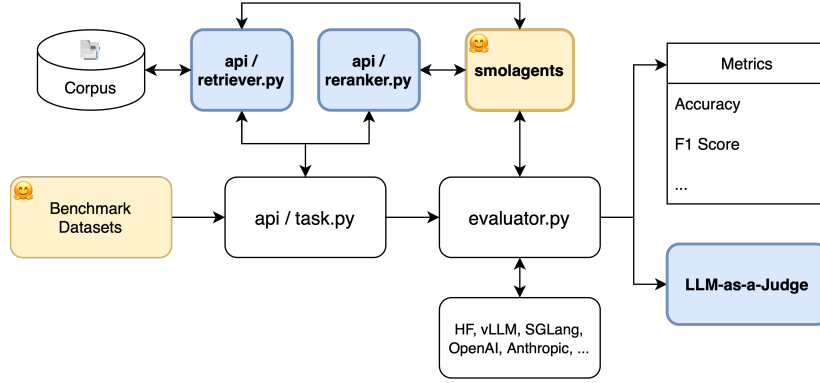 Corpus
api /
retriever.py
api /
reranker.py
smolagents
Metrics
Accuracy
F1 Score
...
Benchmark
Datasets
api / task.py
evaluator.py
LLM-as-a-Judge
HF, vLLM, SGLang,
OpenAI, Anthropic, ...